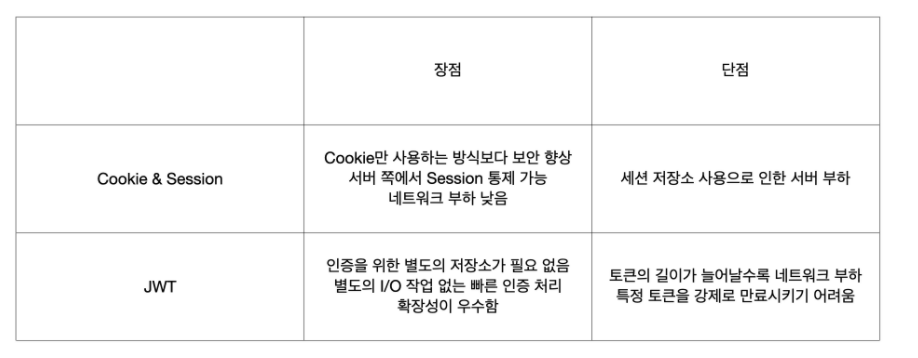 장점
단점
Cookie & Session
Cookie만 사용하는 방식보다 보안 향상
서버 쪽에서 Session 통제 가능
네트워크 부하 낮음
세션 저장소 사용으로 인한 서버 부하
JWT
인증을 위한 별도의 저장소가 필요 없음
별도의 I/O 작업 없는 빠른 인증 처리
확장성이 우수함
토큰의 길이가 늘어날수록 네트워크 부하
특정 토큰을 강제로 만료시키기 어려움